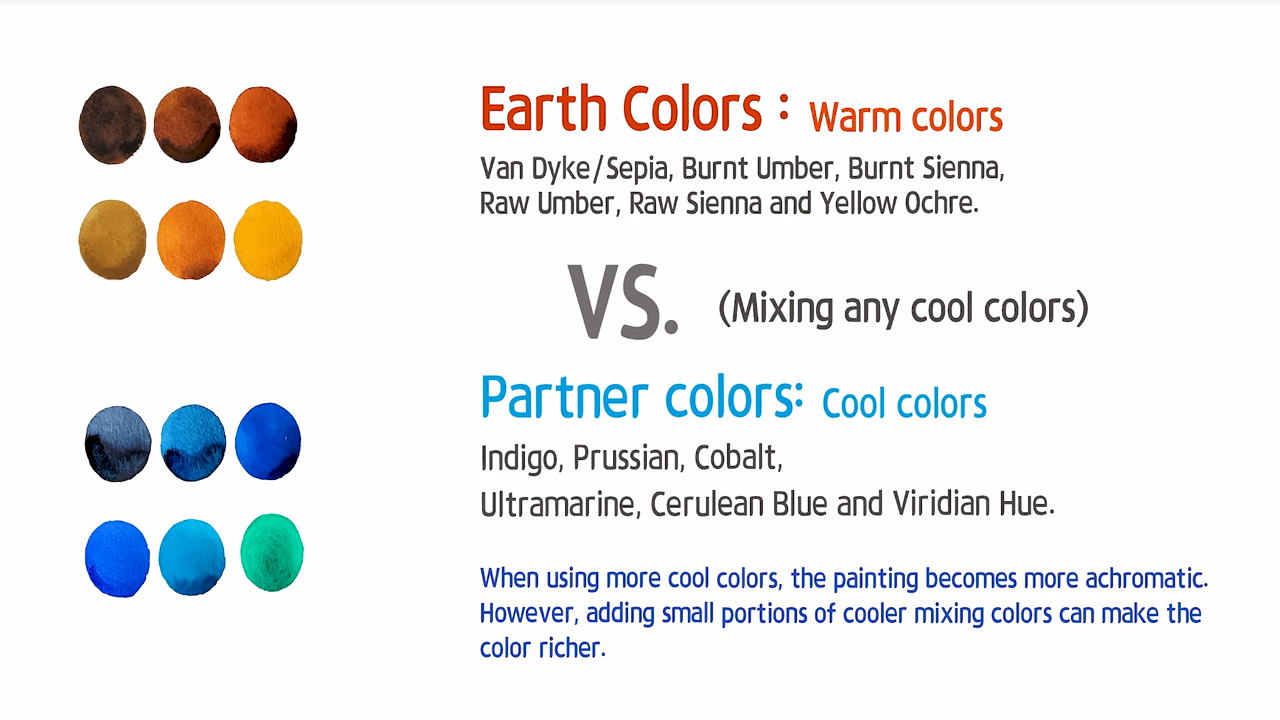 Earth Colors : Warm colors
Van Dyke/Sepia, Burnt Umber, Burnt Sienna,
Raw Umber, Raw Sienna and Yellow Ochre.
VS. (Mixing any cool colors)
Partner colors: Cool colors
Indigo, Prussian, Cobalt,
Ultramarine, Cerulean Blue and Viridian Hue.
When using more cool colors, the painting becomes more achromatic.
However, adding small portions of cooler mixing colors can make the
color richer.